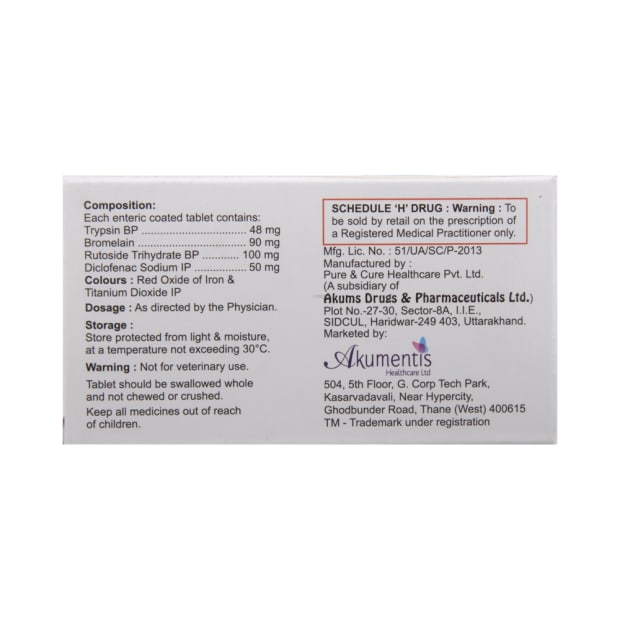 Composition:
Each enteric coated tablet contains:
Trypsin BP ................................... 48 mg
Bromelain .................................... 90 mg
Rutoside Trihydrate BP ............ 100 mg
Diclofenac Sodium IP ................. 50 mg
Colours : Red Oxide of Iron &
Titanium Dioxide IP
Dosage : As directed by the Physician.
Storage :
Store protected from light & moisture,
at a temperature not exceeding 30°C.
Warning : Not for veterinary use.
Tablet should be swallowed whole
and not chewed or crushed.
Keep all medicines out of reach
of children.
SCHEDULE 'H' DRUG : Warning : To
be sold by retail on the prescription of
a Registered Medical Practitioner only.
Mfg. Lic. No. : 51/UA/SC/P-2013
Manufactured by :
Pure & Cure Healthcare Pvt. Ltd.
(A subsidiary of
Akums Drugs & Pharmaceuticals Ltd.)
Plot No.-27-30, Sector-8A, I.I.E.,
SIDCUL, Haridwar-249 403, Uttarakhand.
Marketed by:
Akumentis
Healthcare Ltd
504, 5th Floor, G. Corp Tech Park,
Kasarvadavali, Near Hypercity,
Ghodbunder Road, Thane (West) 400615
TM - Trademark under registration